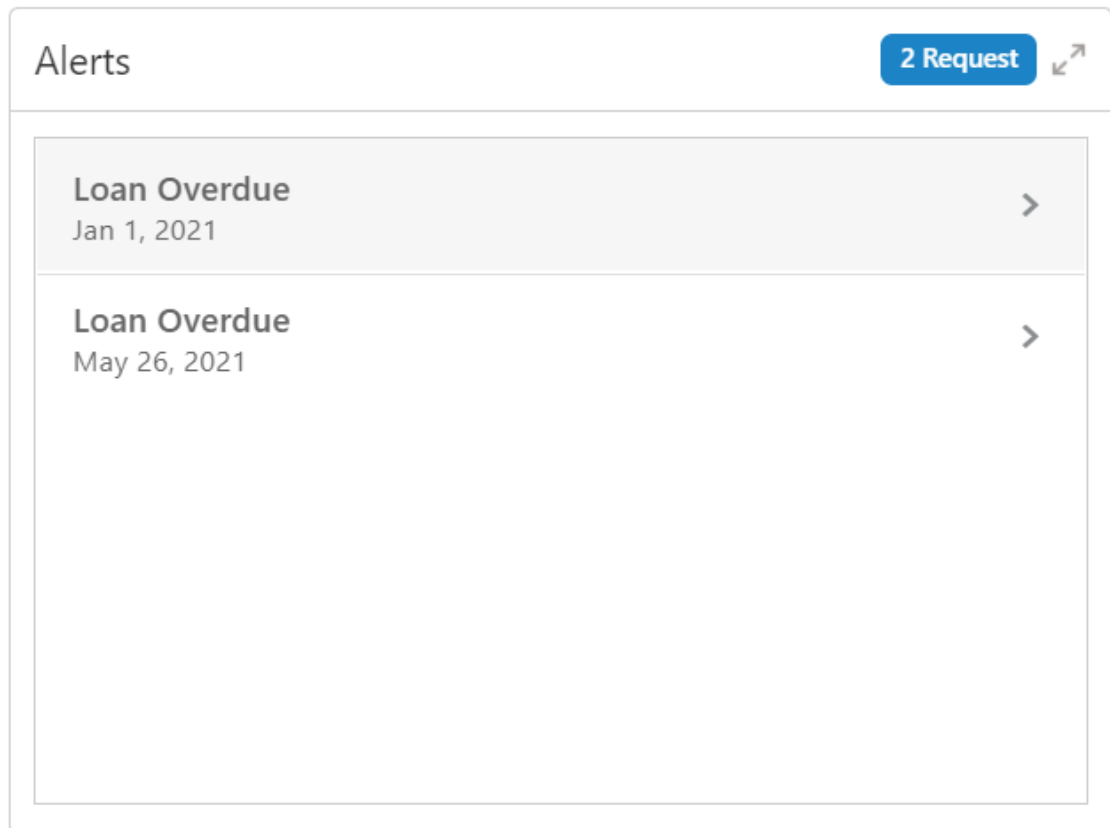 Alerts
2 Request
Loan Overdue
Jan 1, 2021
Loan Overdue
May 26, 2021